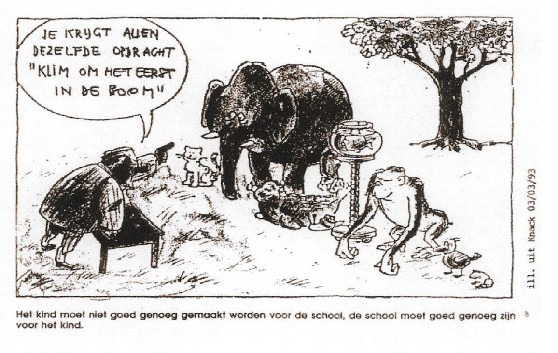 JE KRYGT ALLEN
DEZELFDE OPDRACHT
"KLIM OM HET EERST
IN DE BOOM"
ill. uit Knack 03/03/93
Het kind moet niet goed genoeg gemaakt worden voor de school, de school moet goed genoeg zijn
voor het kind.